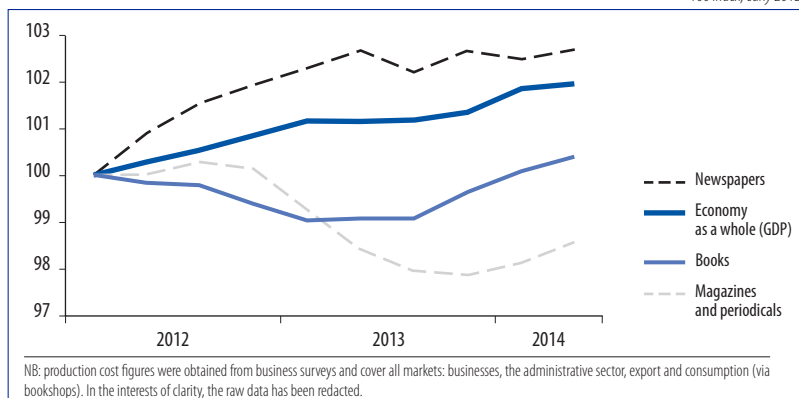 103
102
101
100
99
98
97
2012
2013
2014
Newspapers
Economy
as a whole (GDP)
Books
Magazines
and periodicals
NB: production cost figures were obtained from business surveys and cover all markets: businesses, the administrative sector, export and consumption (via
bookshops). In the interests of clarity, the raw data has been redacted.